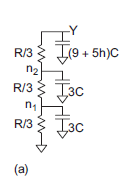 Y
R/3
(9 + 5h)C
n2
R/3
3C
n1
R/3
3C
(a)